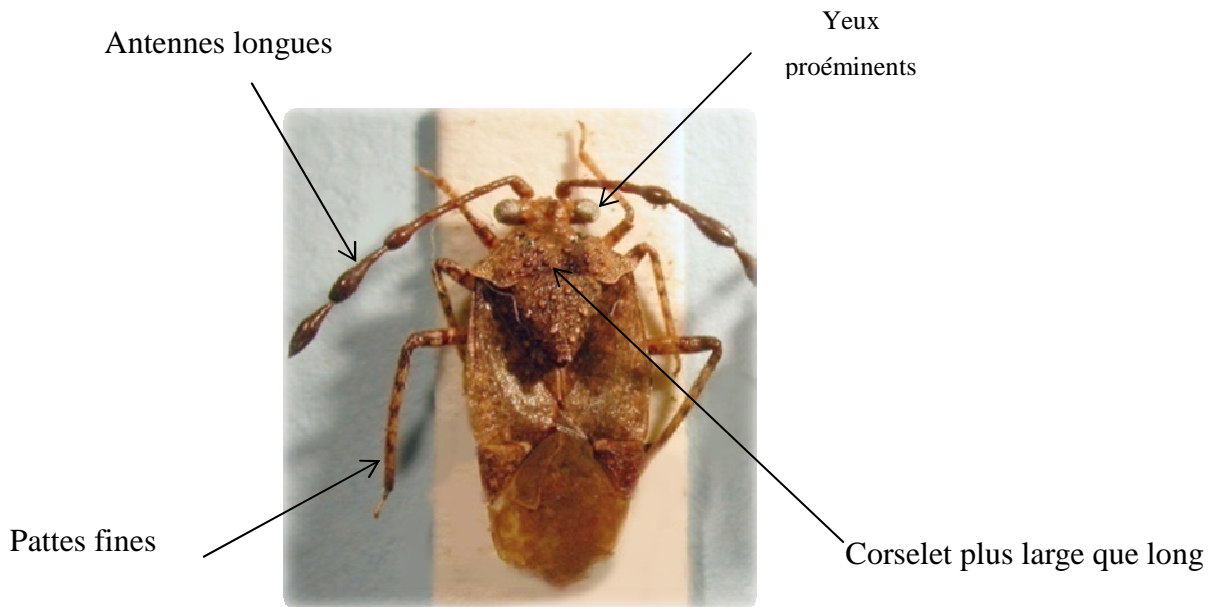 Yeux
proéminents
Antennes longues
Pattes fines
Corselet plus large que long